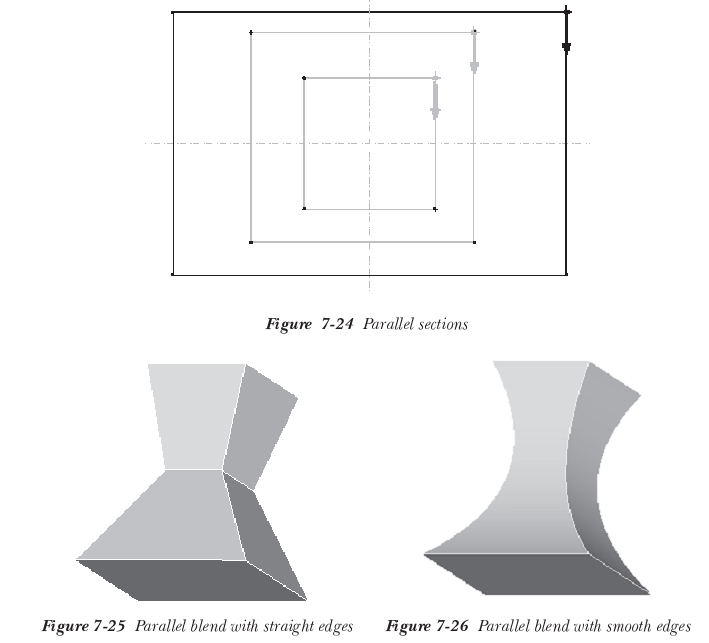 Figure 7-24 Parallel sections
Figure 7-25 Parallel blend with straight edges
Figure 7-26 Parallel blend with smooth edges